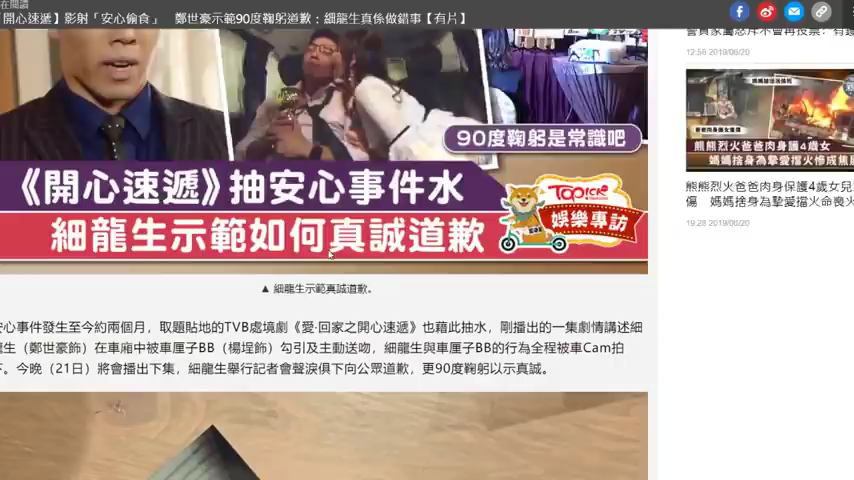 在閱讀
開心速遞】影射「安心偷食」 鄭世豪示範90度鞠躬道歉：細龍生真係做錯事【有片】
12:56 2019/06/20
90度鞠躬是常識吧
《開心速遞》抽安心事件水
細龍生示範如何真誠道歉
TOPick
娛樂專訪
▲ 細龍生示範真誠道歉。
安心事件發生至今約兩個月，取題貼地的TVB處境劇《愛·回家之開心速遞》也藉此抽水，剛播出的一集劇情講述細
龍生（鄭世豪飾）在車廂中被車厘子BB（楊埕飾）勾引及主動送吻，細龍生與車厘子BB的行為全程被車Cam拍
下。今晚（21日）將會播出下集，細龍生舉行記者會聲淚俱下向公眾道歉，更90度鞠躬以示真誠。
熊熊烈火爸爸肉身護4歲女
媽媽捨身為摯愛擋火慘成焦屍
熊熊烈火爸爸肉身保護4歲女兒
傷 媽媽捨身為摯愛擋火命喪火
19:28 2019/06/20